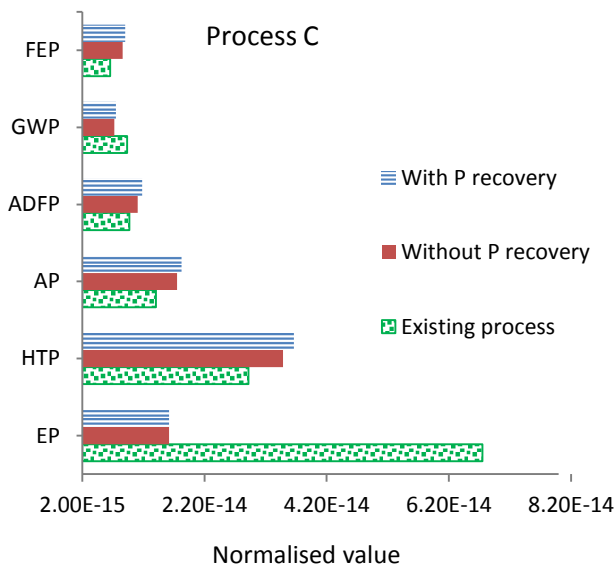 Process C
FEP
GWP
ADFP
AP
HTP
EP
With P recovery
Without P recovery
Existing process
2.00E-15
2.20E-14
4.20E-14
6.20E-14
8.20E-14
Normalised value